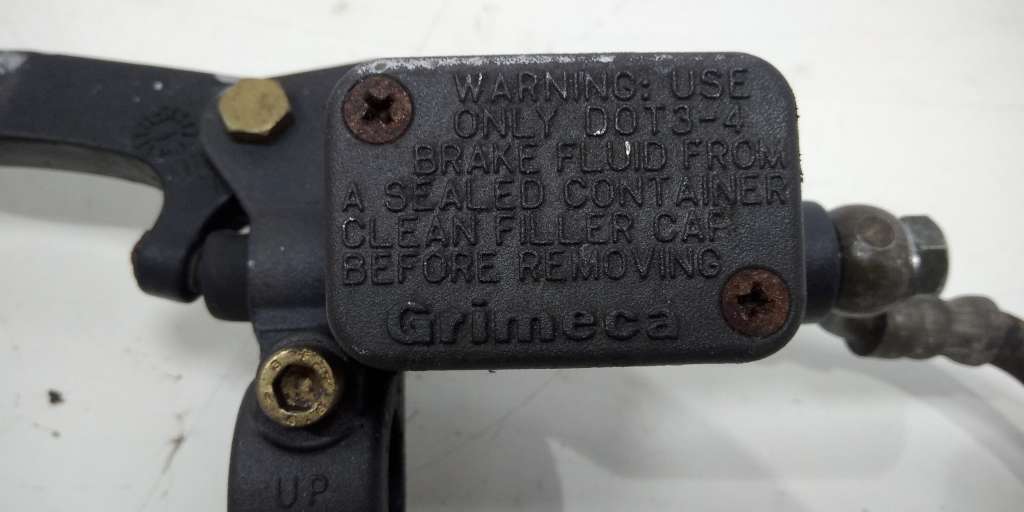 WARNING: USE
ONLY DOT3-4
BRAKE FLUID FROM
A SEALED CONTAINER
CLEAN FILLER CAP
BEFORE REMOVING
Grimeca
UP